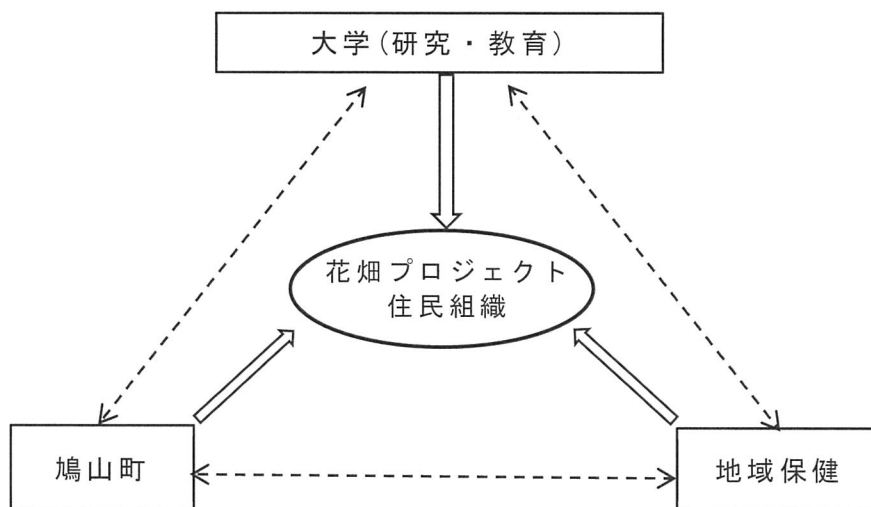 大学(研究・教育)
花畑プロジェクト
住民組織
鳩山町
地域保健